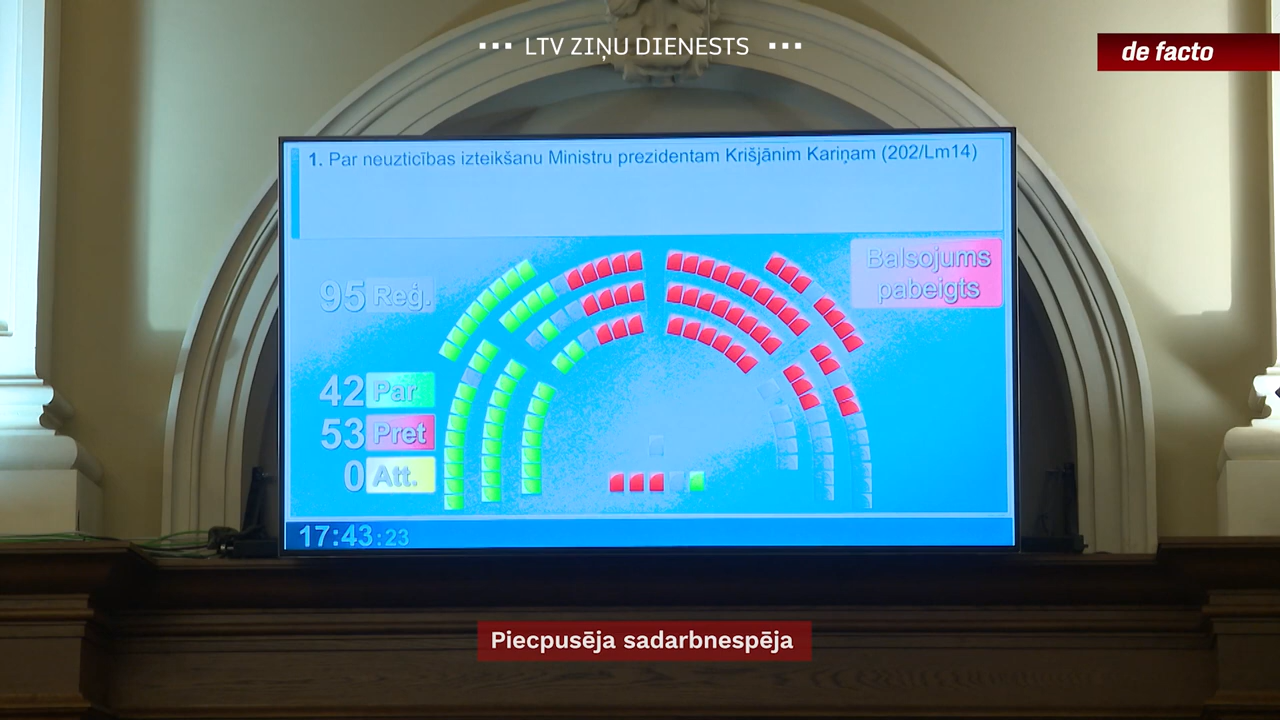 LTV ZIŅU DIENESTS
de facto
1. Par neuzticības izteikšanu Ministru prezidentam Krišjānim Kariņam (202/Lm14)
Balsojums
pabeigts
95 Reģ.
42 Par
53 Pret
0 Att.
17:43:23
Piecpusēja sadarbnespēja